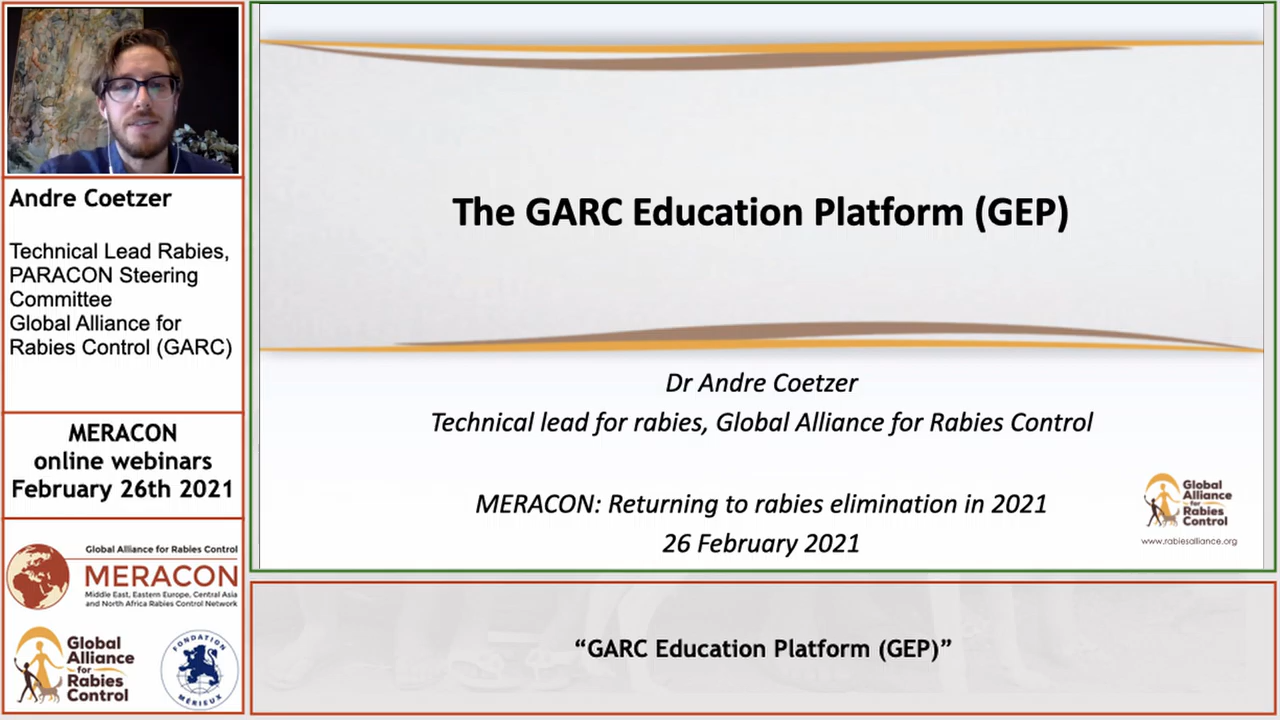 Andre Coetzer
Technical Lead Rabies,
PARACON Steering
Committee
Global Alliance for
Rabies Control (GARC)
MERACON
online webinars
February 26th 2021
Global Alliance for Rabies Control
MERACON
Middle East, Eastern Europe, Central Asia
and North Africa Rabies Control Network
Global
Alliance
for
Rabies
Control
FONDATION
MÉRIEUX
The GARC Education Platform (GEP)
Dr Andre Coetzer
Technical lead for rabies, Global Alliance for Rabies Control
MERACON: Returning to rabies elimination in 2021
26 February 2021
Global
Alliance
for
Rabies
Control
www.rabiesalliance.org
“GARC Education Platform (GEP)”